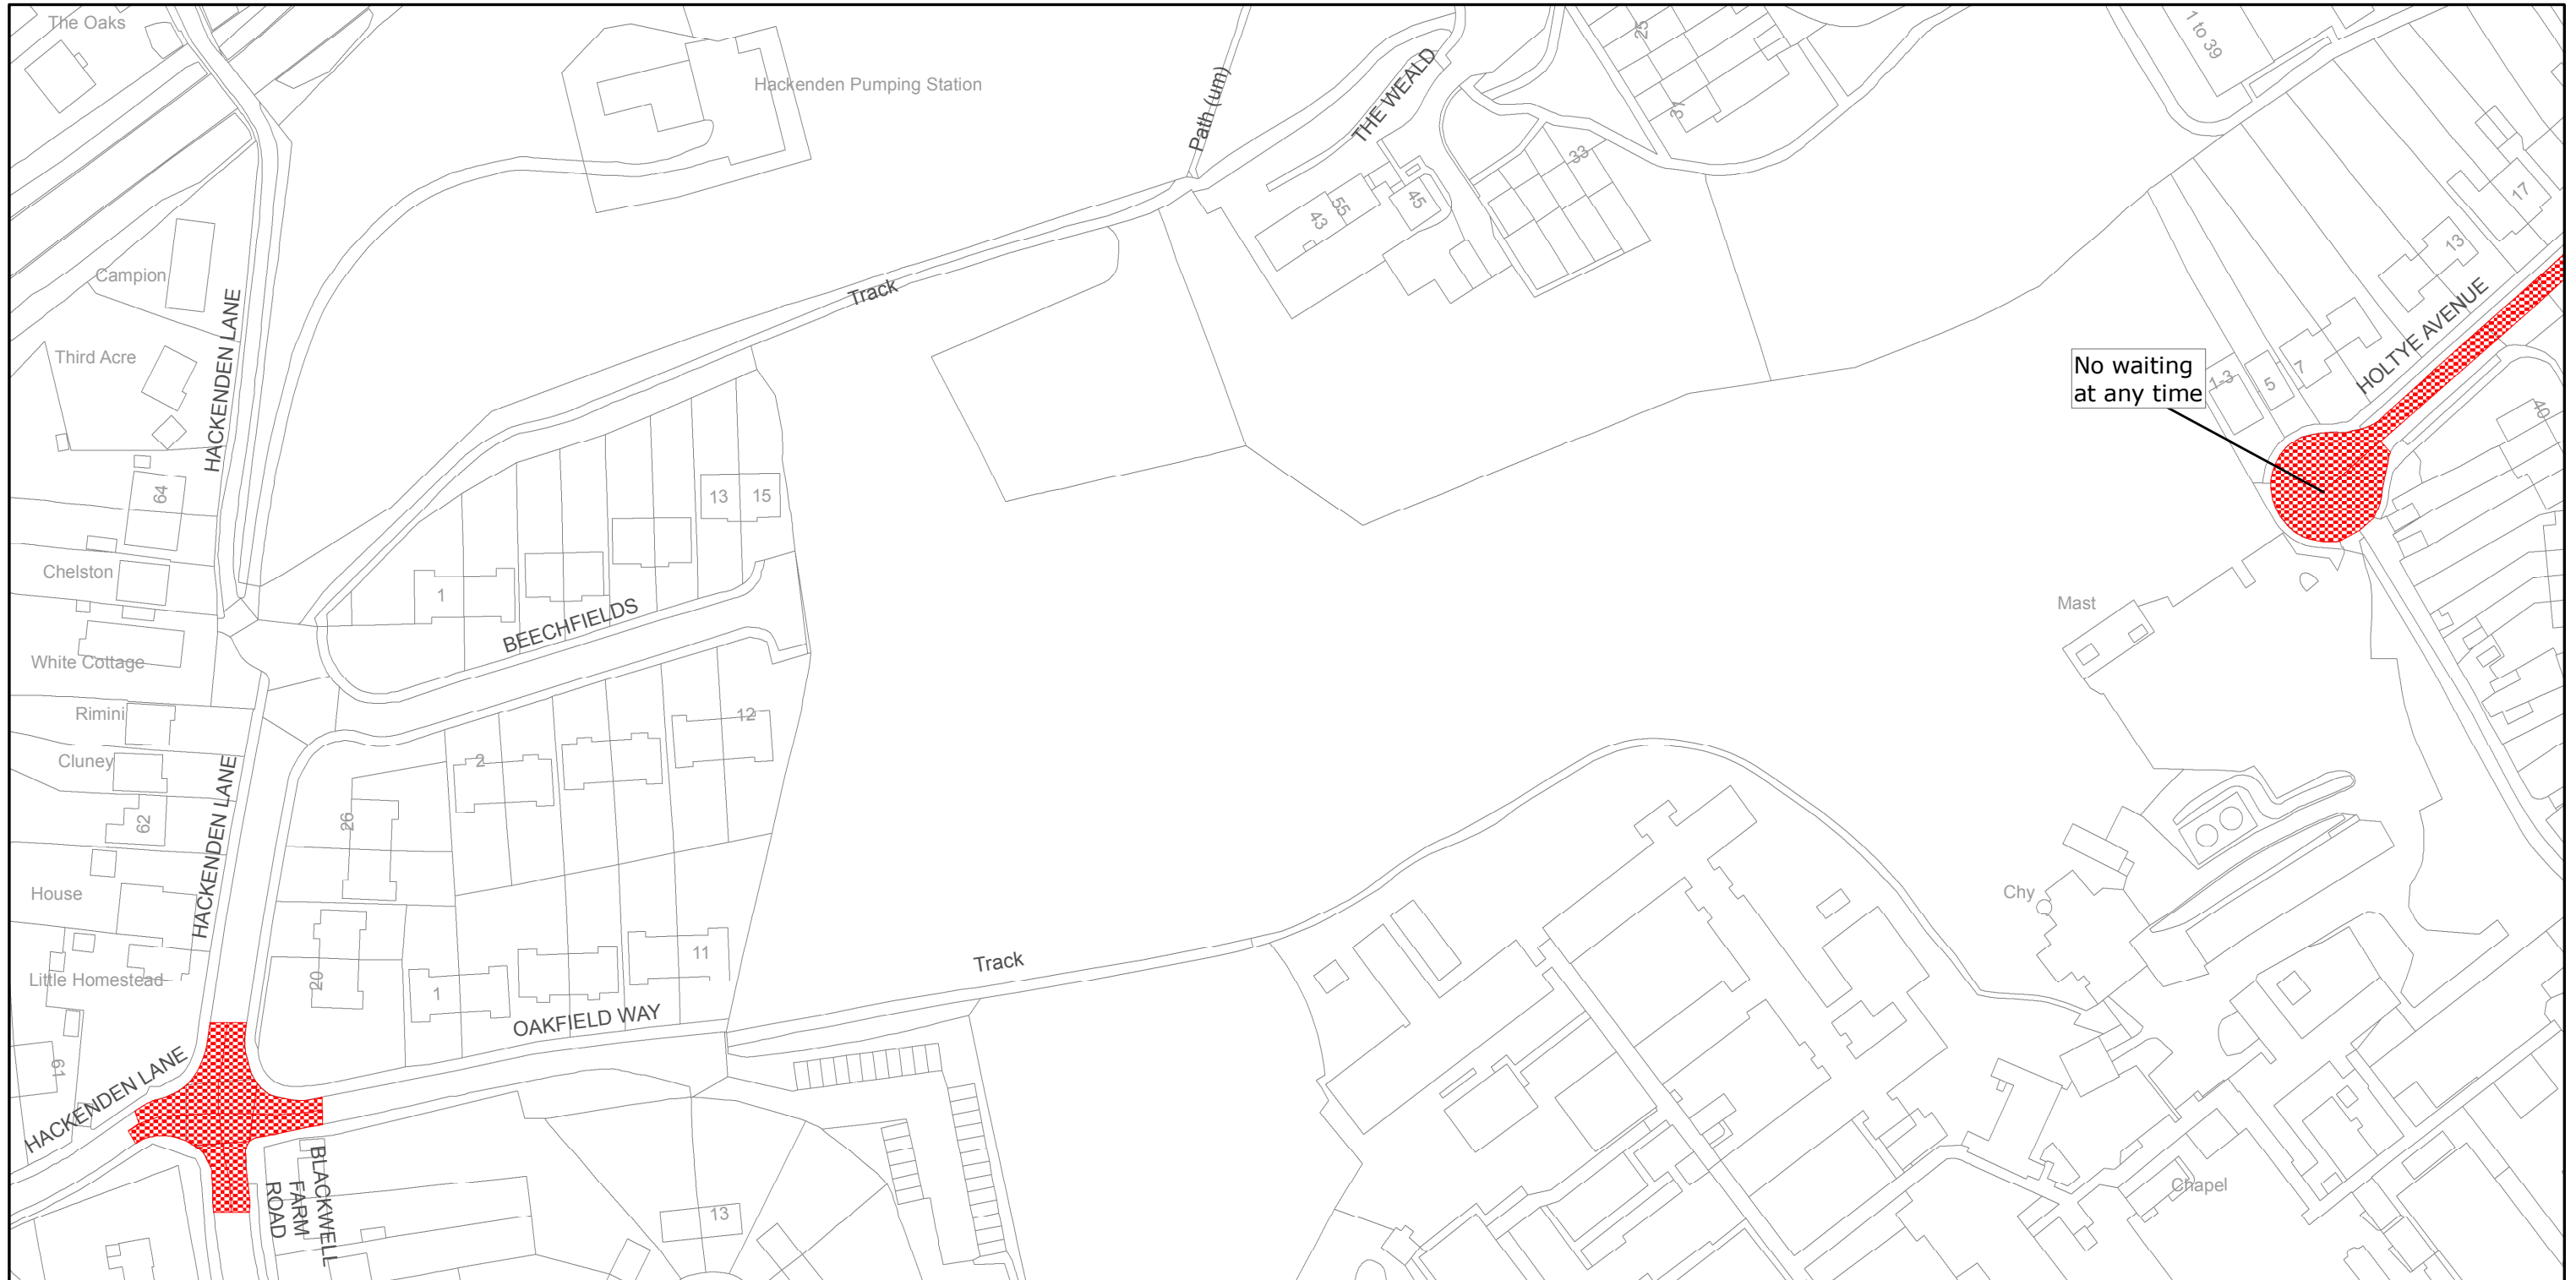 The Oaks
Hackenden Pumping Station
Path (um)
THE WEALD
25
31
33
1 to 39
17
13
43
55
45
Campion
HACKENDEN LANE
Track
HOLTYE AVENUE
Third Acre
No waiting
at any time
1-3
5
7
40
64
13
15
Chelston
1
BEECHFIELDS
Mast
White Cottage
Rimini
12
2
Cluney
HACKENDEN LANE
62
26
House
Chy
Little Homestead
20
1
11
Track
OAKFIELD WAY
61
HACKENDEN LANE
BLACKWELL
FARM
ROAD
13
Chapel